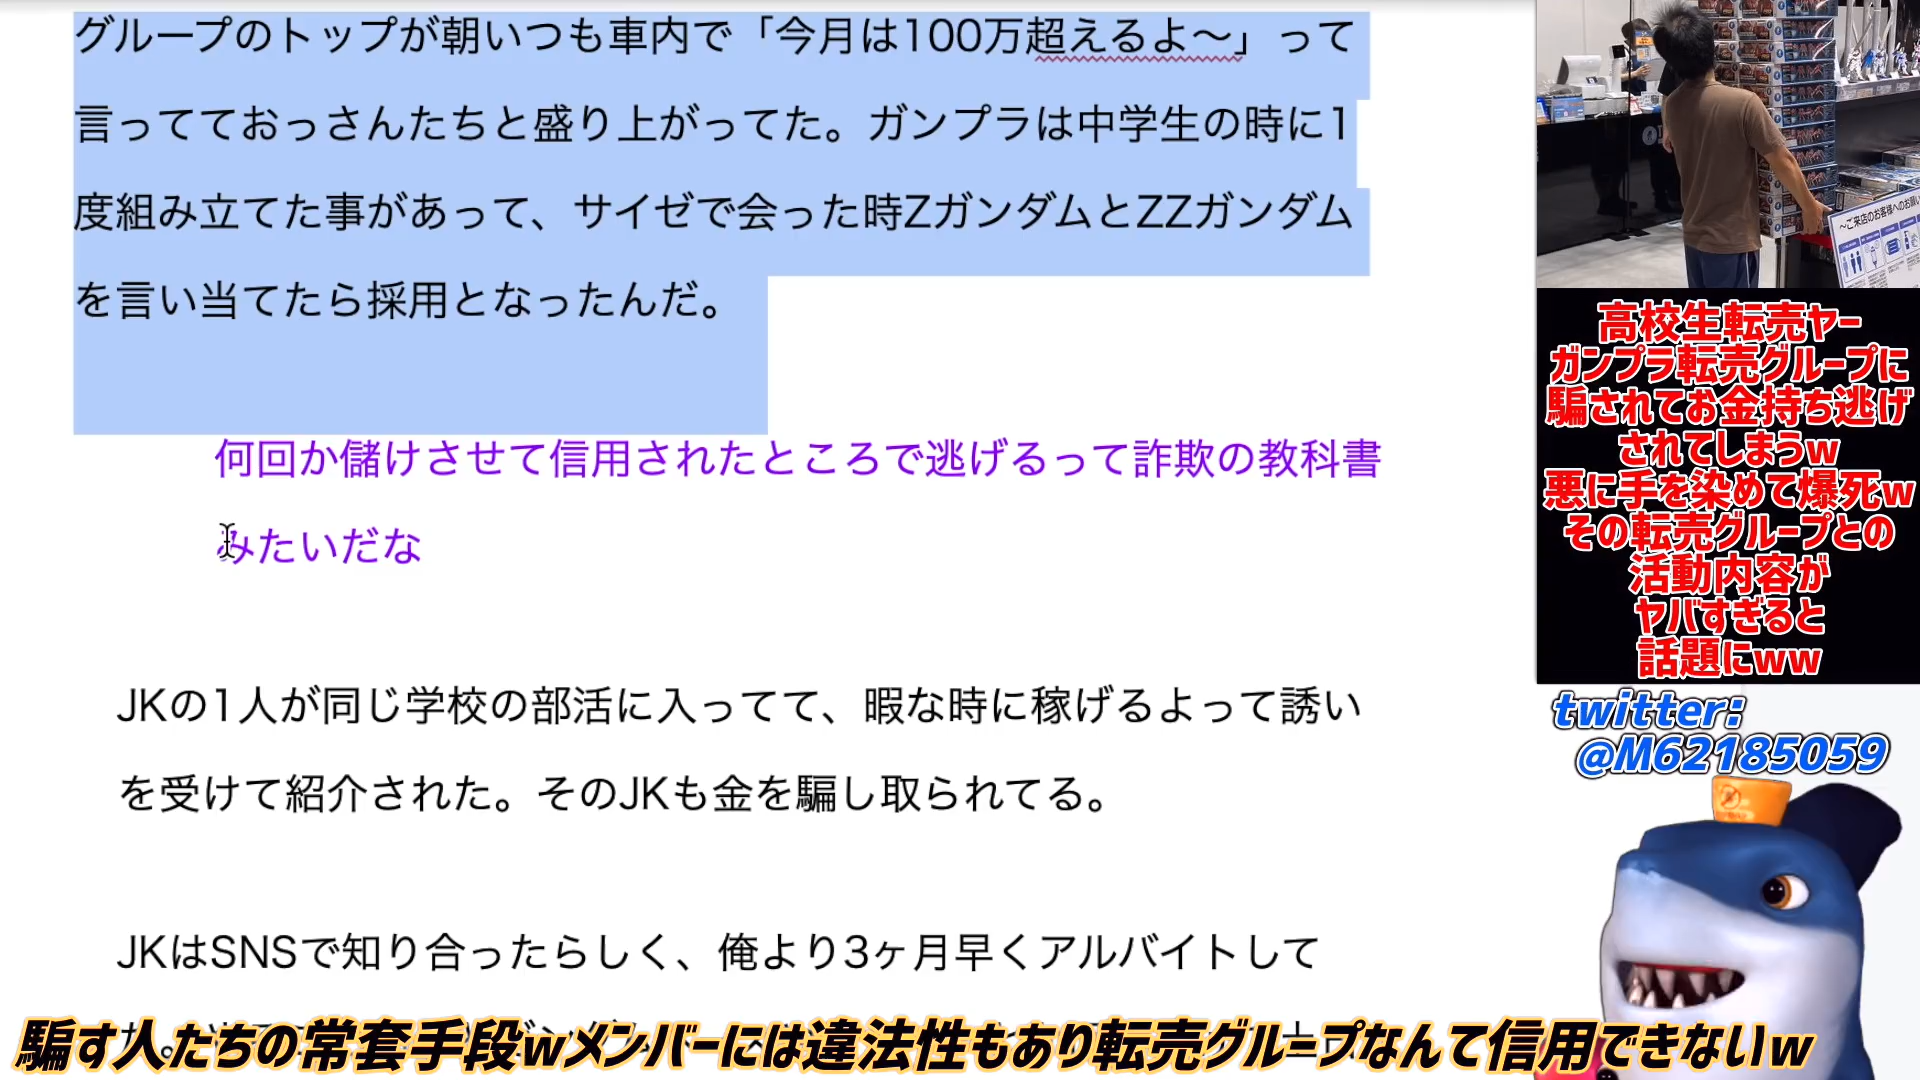 グループのトップが朝いつも車内で「今月は100万超えるよ〜」って
言ってておっさんたちと盛り上がってた。ガンプラは中学生の時に1
度組み立てた事があって、サイゼで会った時ZガンダムとZZガンダム
を言い当てたら採用となったんだ。
何回か儲けさせて信用されたところで逃げるって詐欺の教科書
みたいだな
JKの1人が同じ学校の部活に入ってて、暇な時に稼げるよって誘い
を受けて紹介された。そのJKも金を騙し取られてる。
JKはSNSで知り合ったらしく、俺より3ヶ月早くアルバイトして
騙す人たちの常套手段wメンバーには違法性もあり転売グループなんて信用できないw
〜ご来店のお客様へのお願い
高校生転売ヤー
ガンプラ転売グループに
騙されてお金持ち逃げ
されてしまうw
悪に手を染めて爆死w
その転売グループとの
活動内容が
ヤバすぎると
話題にww
twitter:
@M62185059